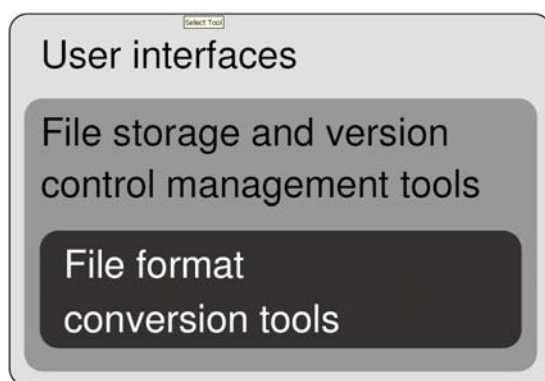 Select Tool
User interfaces
File storage and version
control management tools
File format
conversion tools